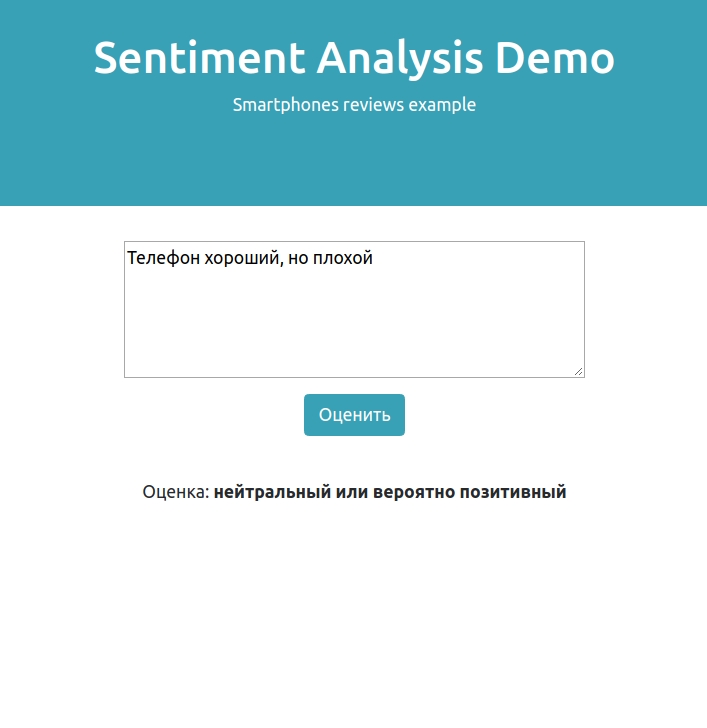 Sentiment Analysis Demo
Smartphones reviews example
Телефон хороший, но плохой
Оценить
Оценка: нейтральный или вероятно позитивный